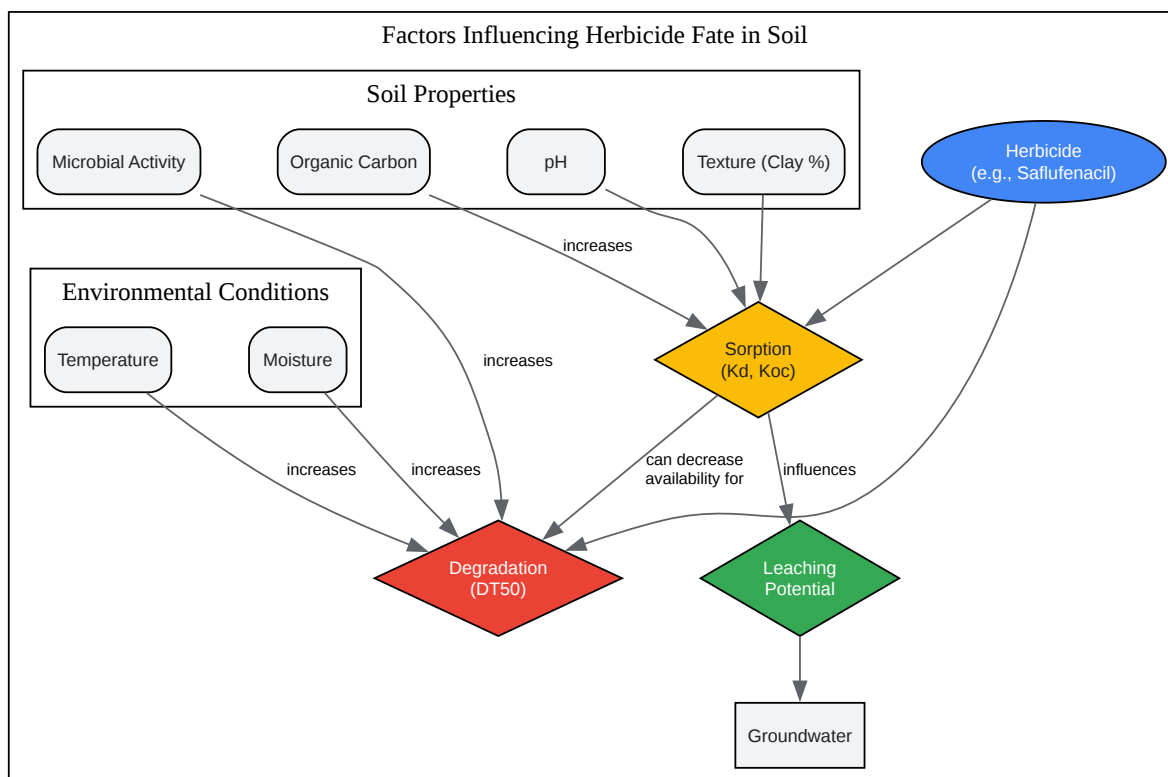 Factors Influencing Herbicide Fate in Soil
Soil Properties
Microbial Activity
Organic Carbon
pH
Texture (Clay %)
Herbicide
(e.g., Saflufenacil)
increases
Environmental Conditions
Temperature
Moisture
Sorption
(Kd, Koc)
increases
increases
increases
can decrease
availability for
influences
Degradation
(DT50)
Leaching
Potential
Groundwater